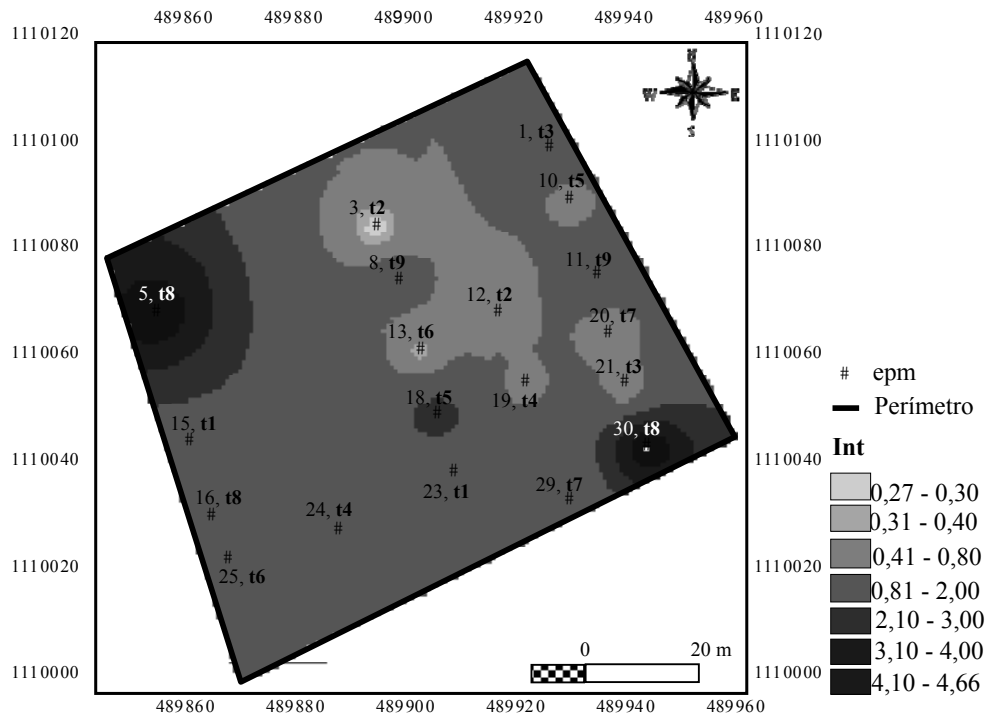 489860 489880 489900 489920 489940 489960
1110120 1110120
N
W E
s
1110100 1110100
1, t3
10, t5
3, t2
1110080 1110080
8, t9
11, t9
5, t8
12, t2
20, t7
13, t6
1110060 1110060
21, t3
18, t5
19, t4
# epm
Perímetro
15, t1
30, t8
Int
1110040 1110040
23, t1
29, t7
16, t8
24, t4
25, t6
0,27 - 0,30
0,31 - 0,40
0,41 - 0,80
0,81 - 2,00
2,10 - 3,00
3,10 - 4,00
4,10 - 4,66
1110020 1110020
0 20 m
1110000 1110000
489860 489880 489900 489920 489940 489960